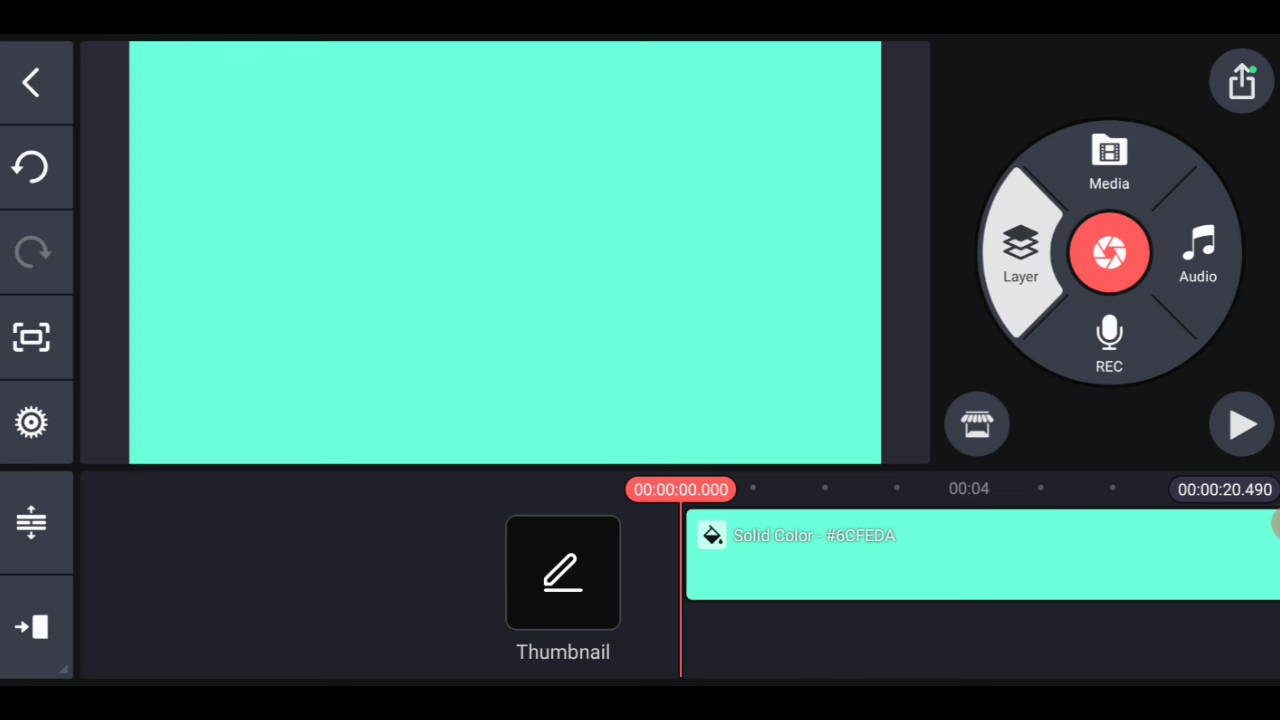 Media
Layer
Audio
REC
00:00:00.000
00:04
00:00:20.490
Solid Color - #6CFEDA
Thumbnail